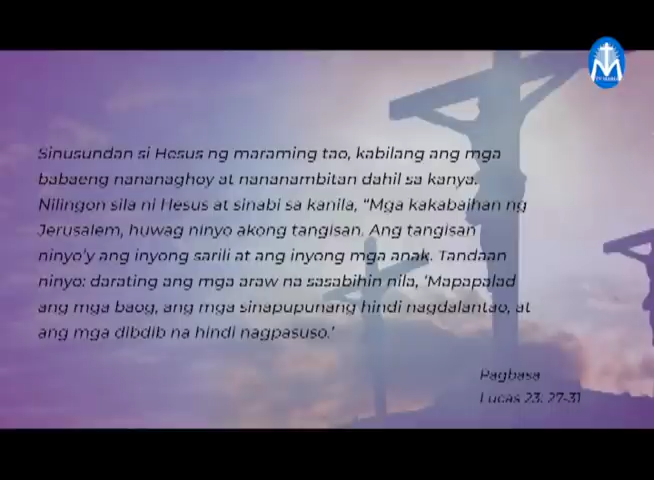 Sinusundan si Hesus ng maraming tao, kabilang ang mga
babaeng nananaghoy at nananambitan dahil sa kanya.
Nilingon sila ni Hesus at sinabi sa kanila, “Mga kakabaihan ng
Jerusalem, huwag ninyo akong tangisan. Ang tangisan
ninyo’y ang inyong sarili at ang inyong mga anak. Tandaan
ninyo: darating ang mga araw na sasabihin nila, ‘Mapapalad
ang mga baog, ang mga sinapupunang hindi nagdalantao, at
ang mga dibdib na hindi nagpasuso.’
Pagbasa
Lucas 23, 27-31